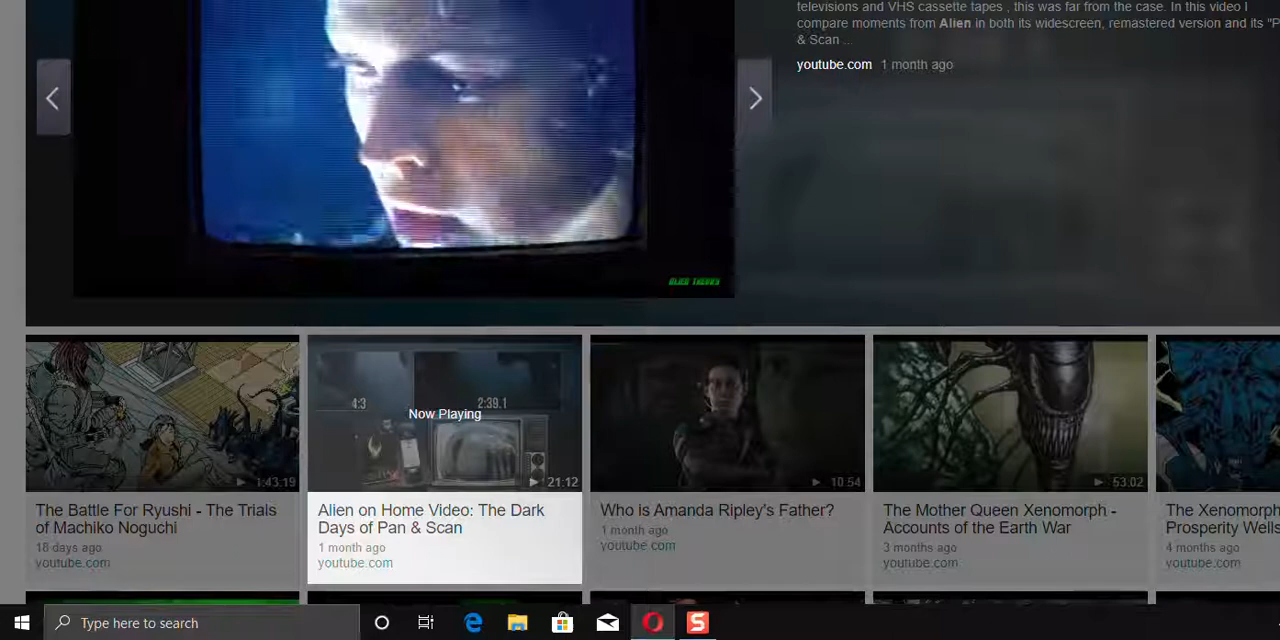 televisions and VHS cassette tapes , this was far from the case. In this video I
compare moments from Alien in both its widescreen, remastered version and its "P
& Scan ...
youtube.com 1 month ago
ALIEN THEORY
4:3
2:39.1
Now Playing
1:43:19
21:12
10:54
53:02
The Battle For Ryushi - The Trials
of Machiko Noguchi
18 days ago
youtube.com
Alien on Home Video: The Dark
Days of Pan & Scan
1 month ago
youtube.com
Who is Amanda Ripley's Father?
1 month ago
youtube.com
The Mother Queen Xenomorph -
Accounts of the Earth War
3 months ago
youtube.com
The Xenomorph
Prosperity Wells
4 months ago
youtube.com
Type here to search